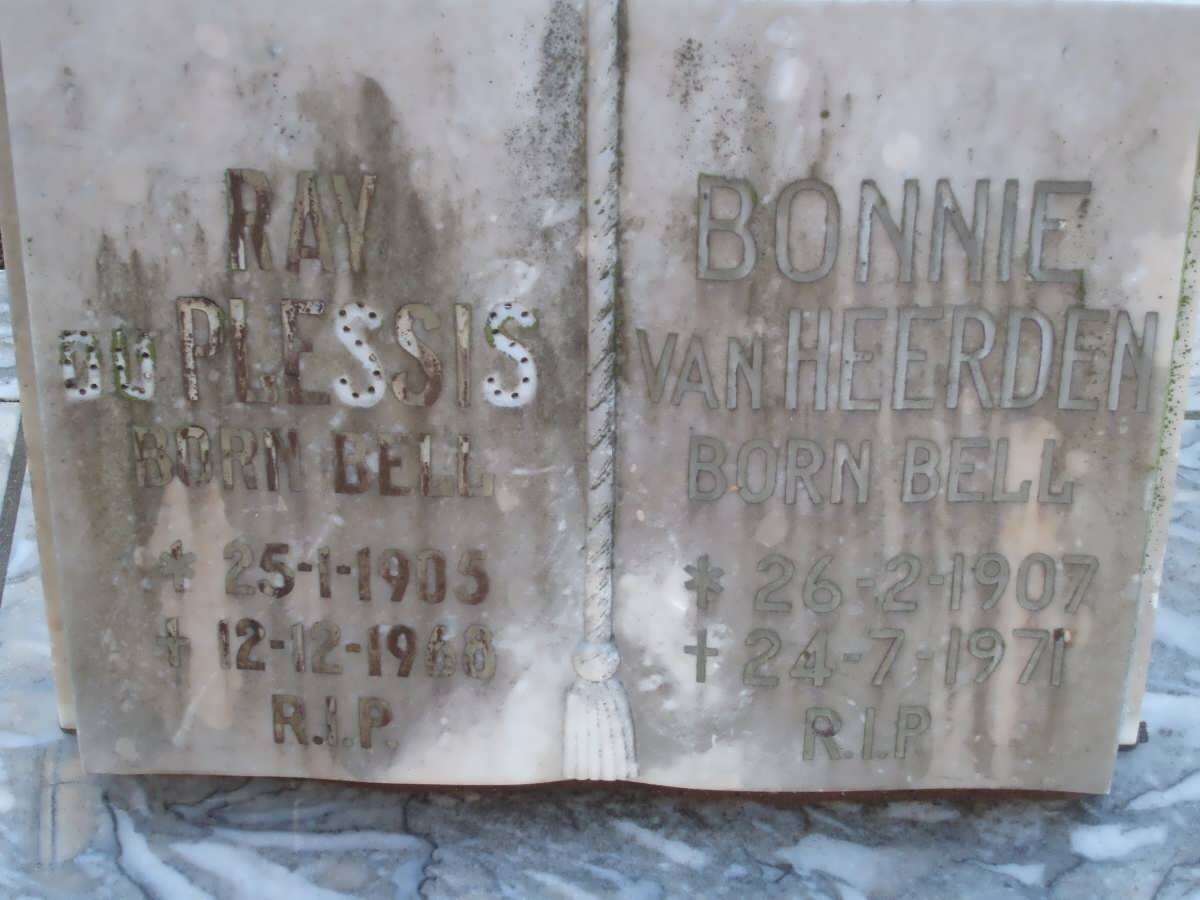 RAY
DU PLESSIS
BORN BELL
* 25-1-1905
† 12-12-1968
R.I.P.
BONNIE
VAN HEERDEN
BORN BELL
* 26-2-1907
† 24-7-1971
R.I.P